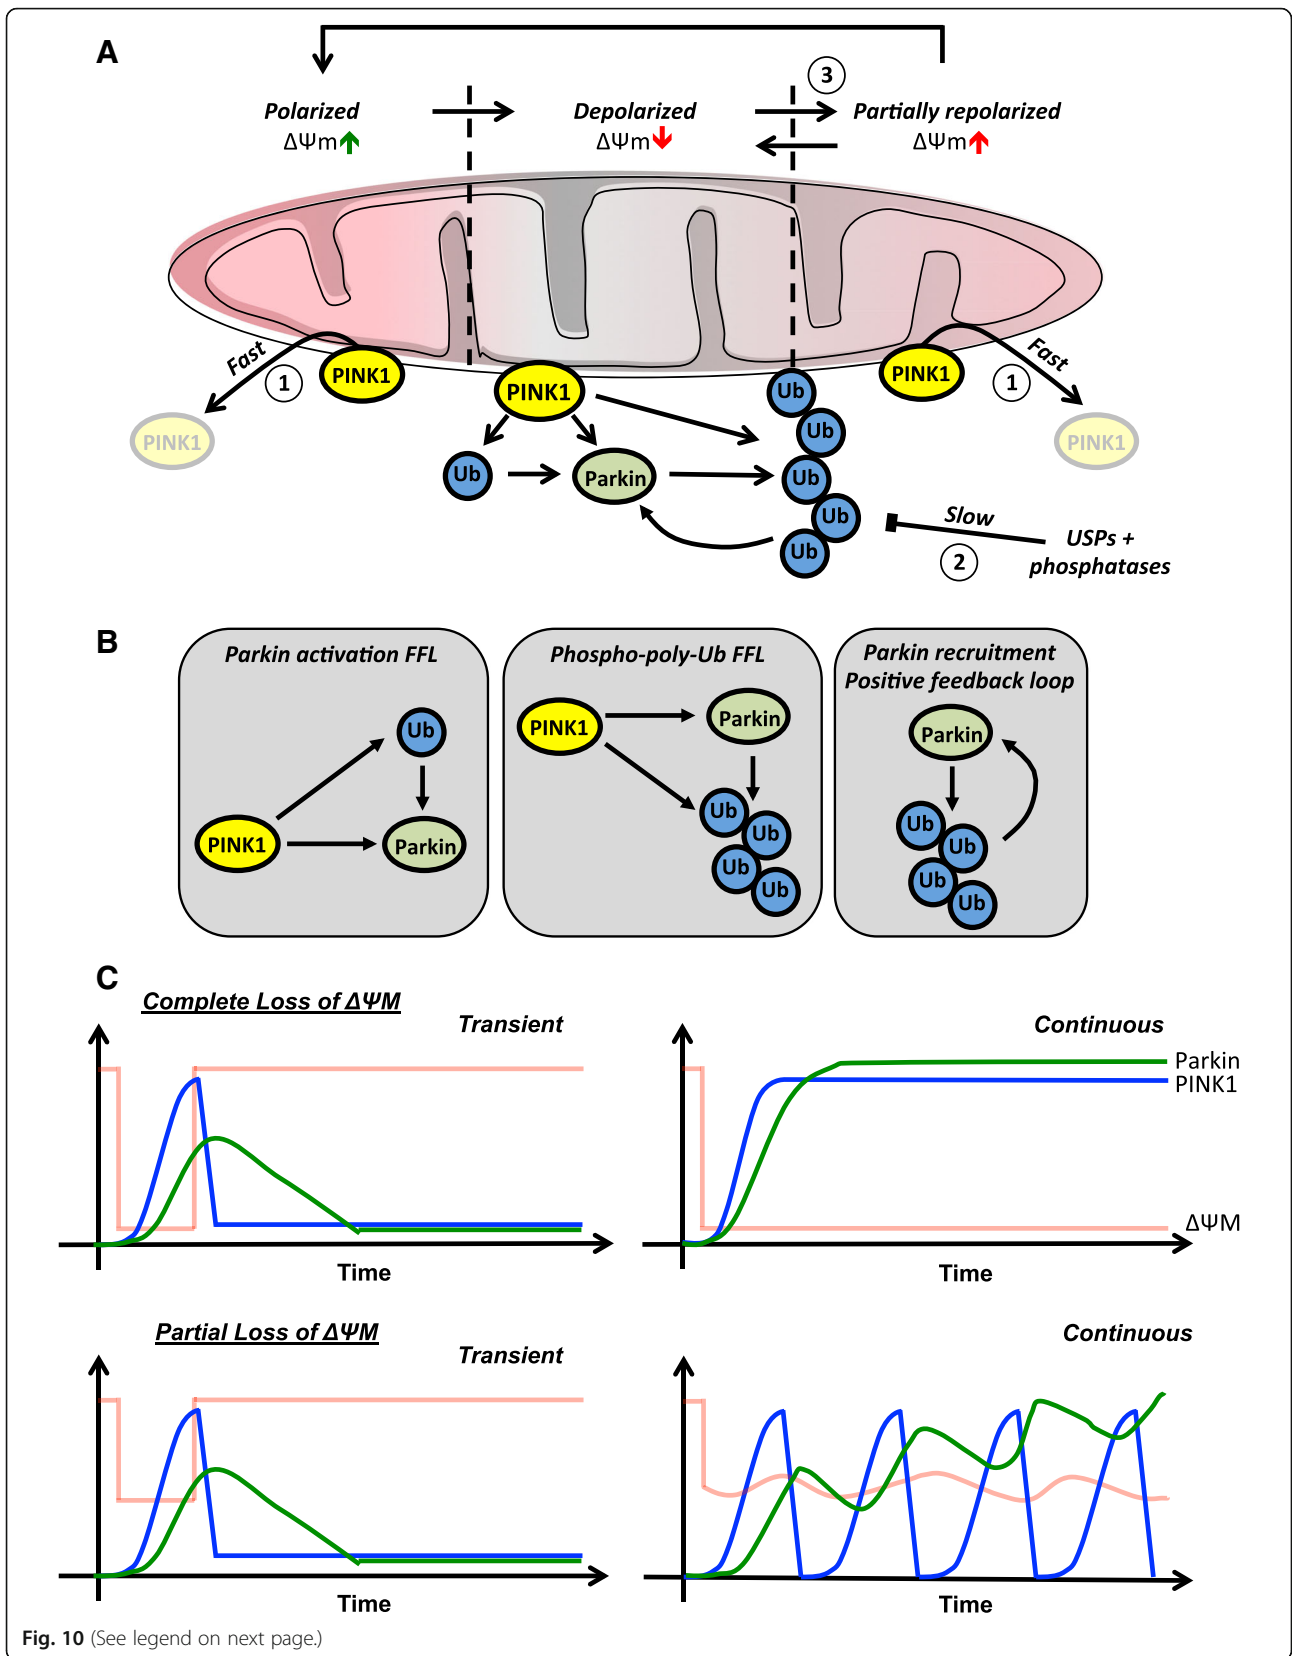 A
3
Polarized
Depolarized
Partially repolarized
ΔΨm
ΔΨm
ΔΨm
Fast
1
PINK1
PINK1
PINK1
Ub
Ub
Ub
Ub
Ub
PINK1
Fast
1
PINK1
Ub
Parkin
Slow
2
USPs +
phosphatases
B
Parkin activation FFL
Ub
PINK1
Parkin
Phospho-poly-Ub FFL
PINK1
Parkin
Ub
Ub
Ub
Ub
Parkin recruitment
Positive feedback loop
Parkin
Ub
Ub
Ub
Ub
C
Complete Loss of ΔΨM
Transient
Time
Continuous
Parkin
PINK1
ΔΨM
Time
Partial Loss of ΔΨM
Transient
Time
Continuous
Time
Fig. 10 (See legend on next page.)